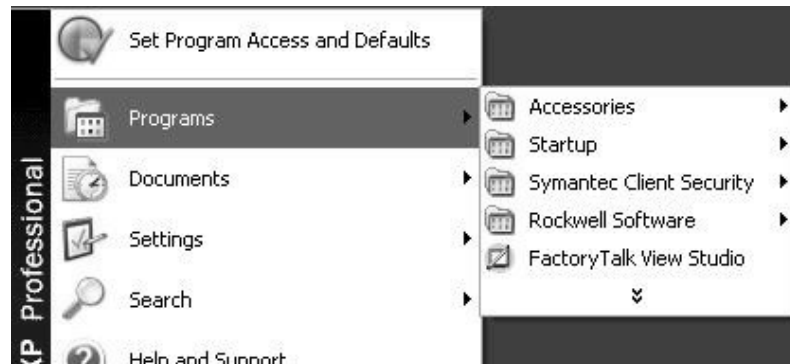 Set Program Access and Defaults
Programs
Documents
Settings
Search
Help and Support
XP Professional
Accessories
Startup
Symantec Client Security
Rockwell Software
FactoryTalk View Studio